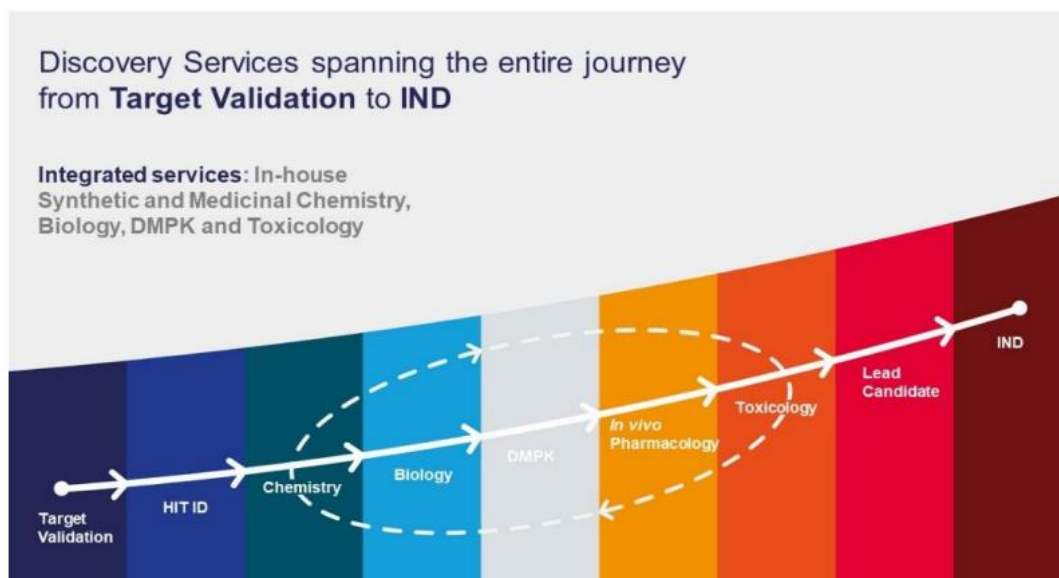 Discovery Services spanning the entire journey
from Target Validation to IND
Integrated services: In-house
Synthetic and Medicinal Chemistry,
Biology, DMPK and Toxicology
Target
Validation
HIT ID
Chemistry
Biology
DMPK
In vivo
Pharmacology
Toxicology
Lead
Candidate
IND